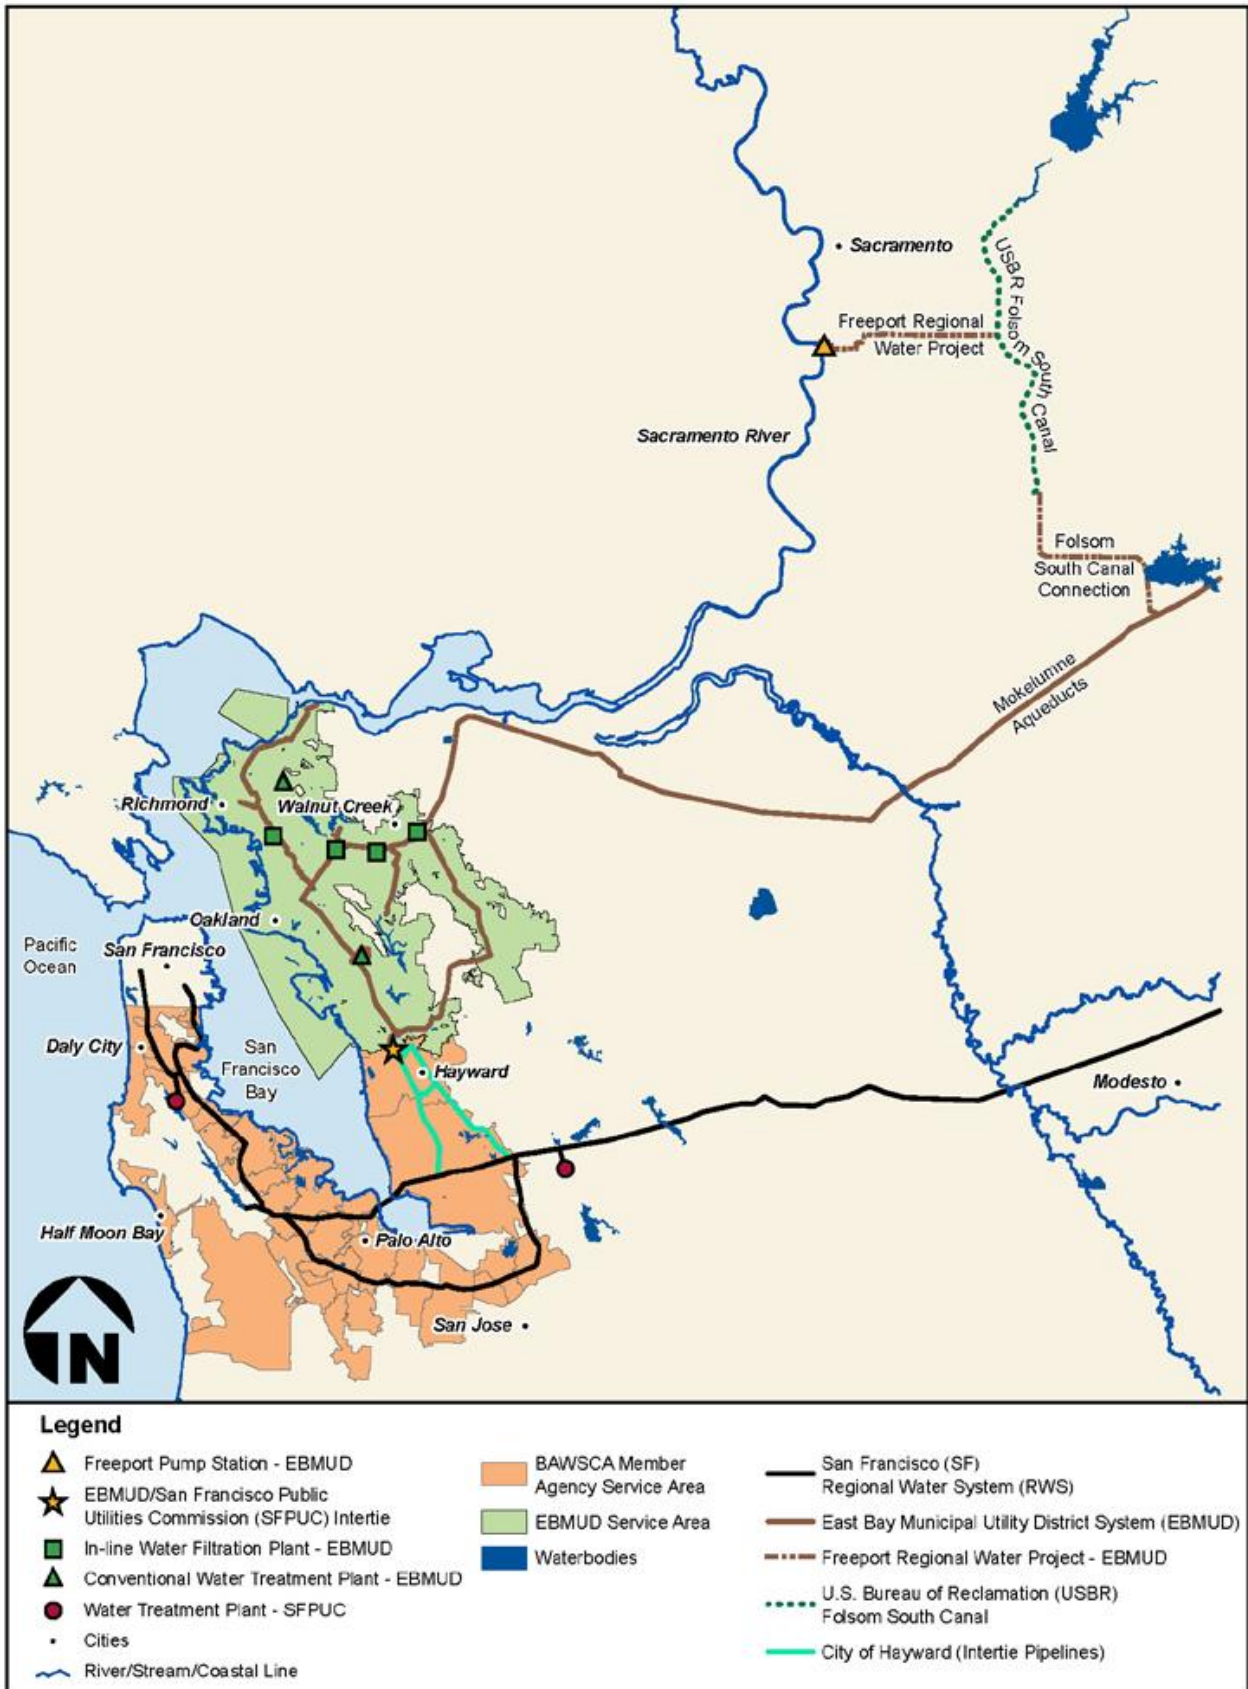 Sacramento
USBR Folsom South Canal
Freeport Regional
Water Project
Sacramento River
Folsom
South Canal
Connection
Mokelumne
Aqueducts
Richmond
Walnut Creek
Oakland
Pacific
Ocean
San Francisco
Daly City
San
Francisco
Bay
Hayward
Modesto
Half Moon Bay
Palo Alto
San Jose
N
Legend
Freeport Pump Station - EBMUD
EBMUD/San Francisco Public
Utilities Commission (SFPUC) Intertie
In-line Water Filtration Plant - EBMUD
Conventional Water Treatment Plant - EBMUD
Water Treatment Plant - SFPUC
Cities
River/Stream/Coastal Line
BAWSCA Member
Agency Service Area
EBMUD Service Area
Waterbodies
San Francisco (SF)
Regional Water System (RWS)
East Bay Municipal Utility District System (EBMUD)
Freeport Regional Water Project - EBMUD
U.S. Bureau of Reclamation (USBR)
Folsom South Canal
City of Hayward (Intertie Pipelines)